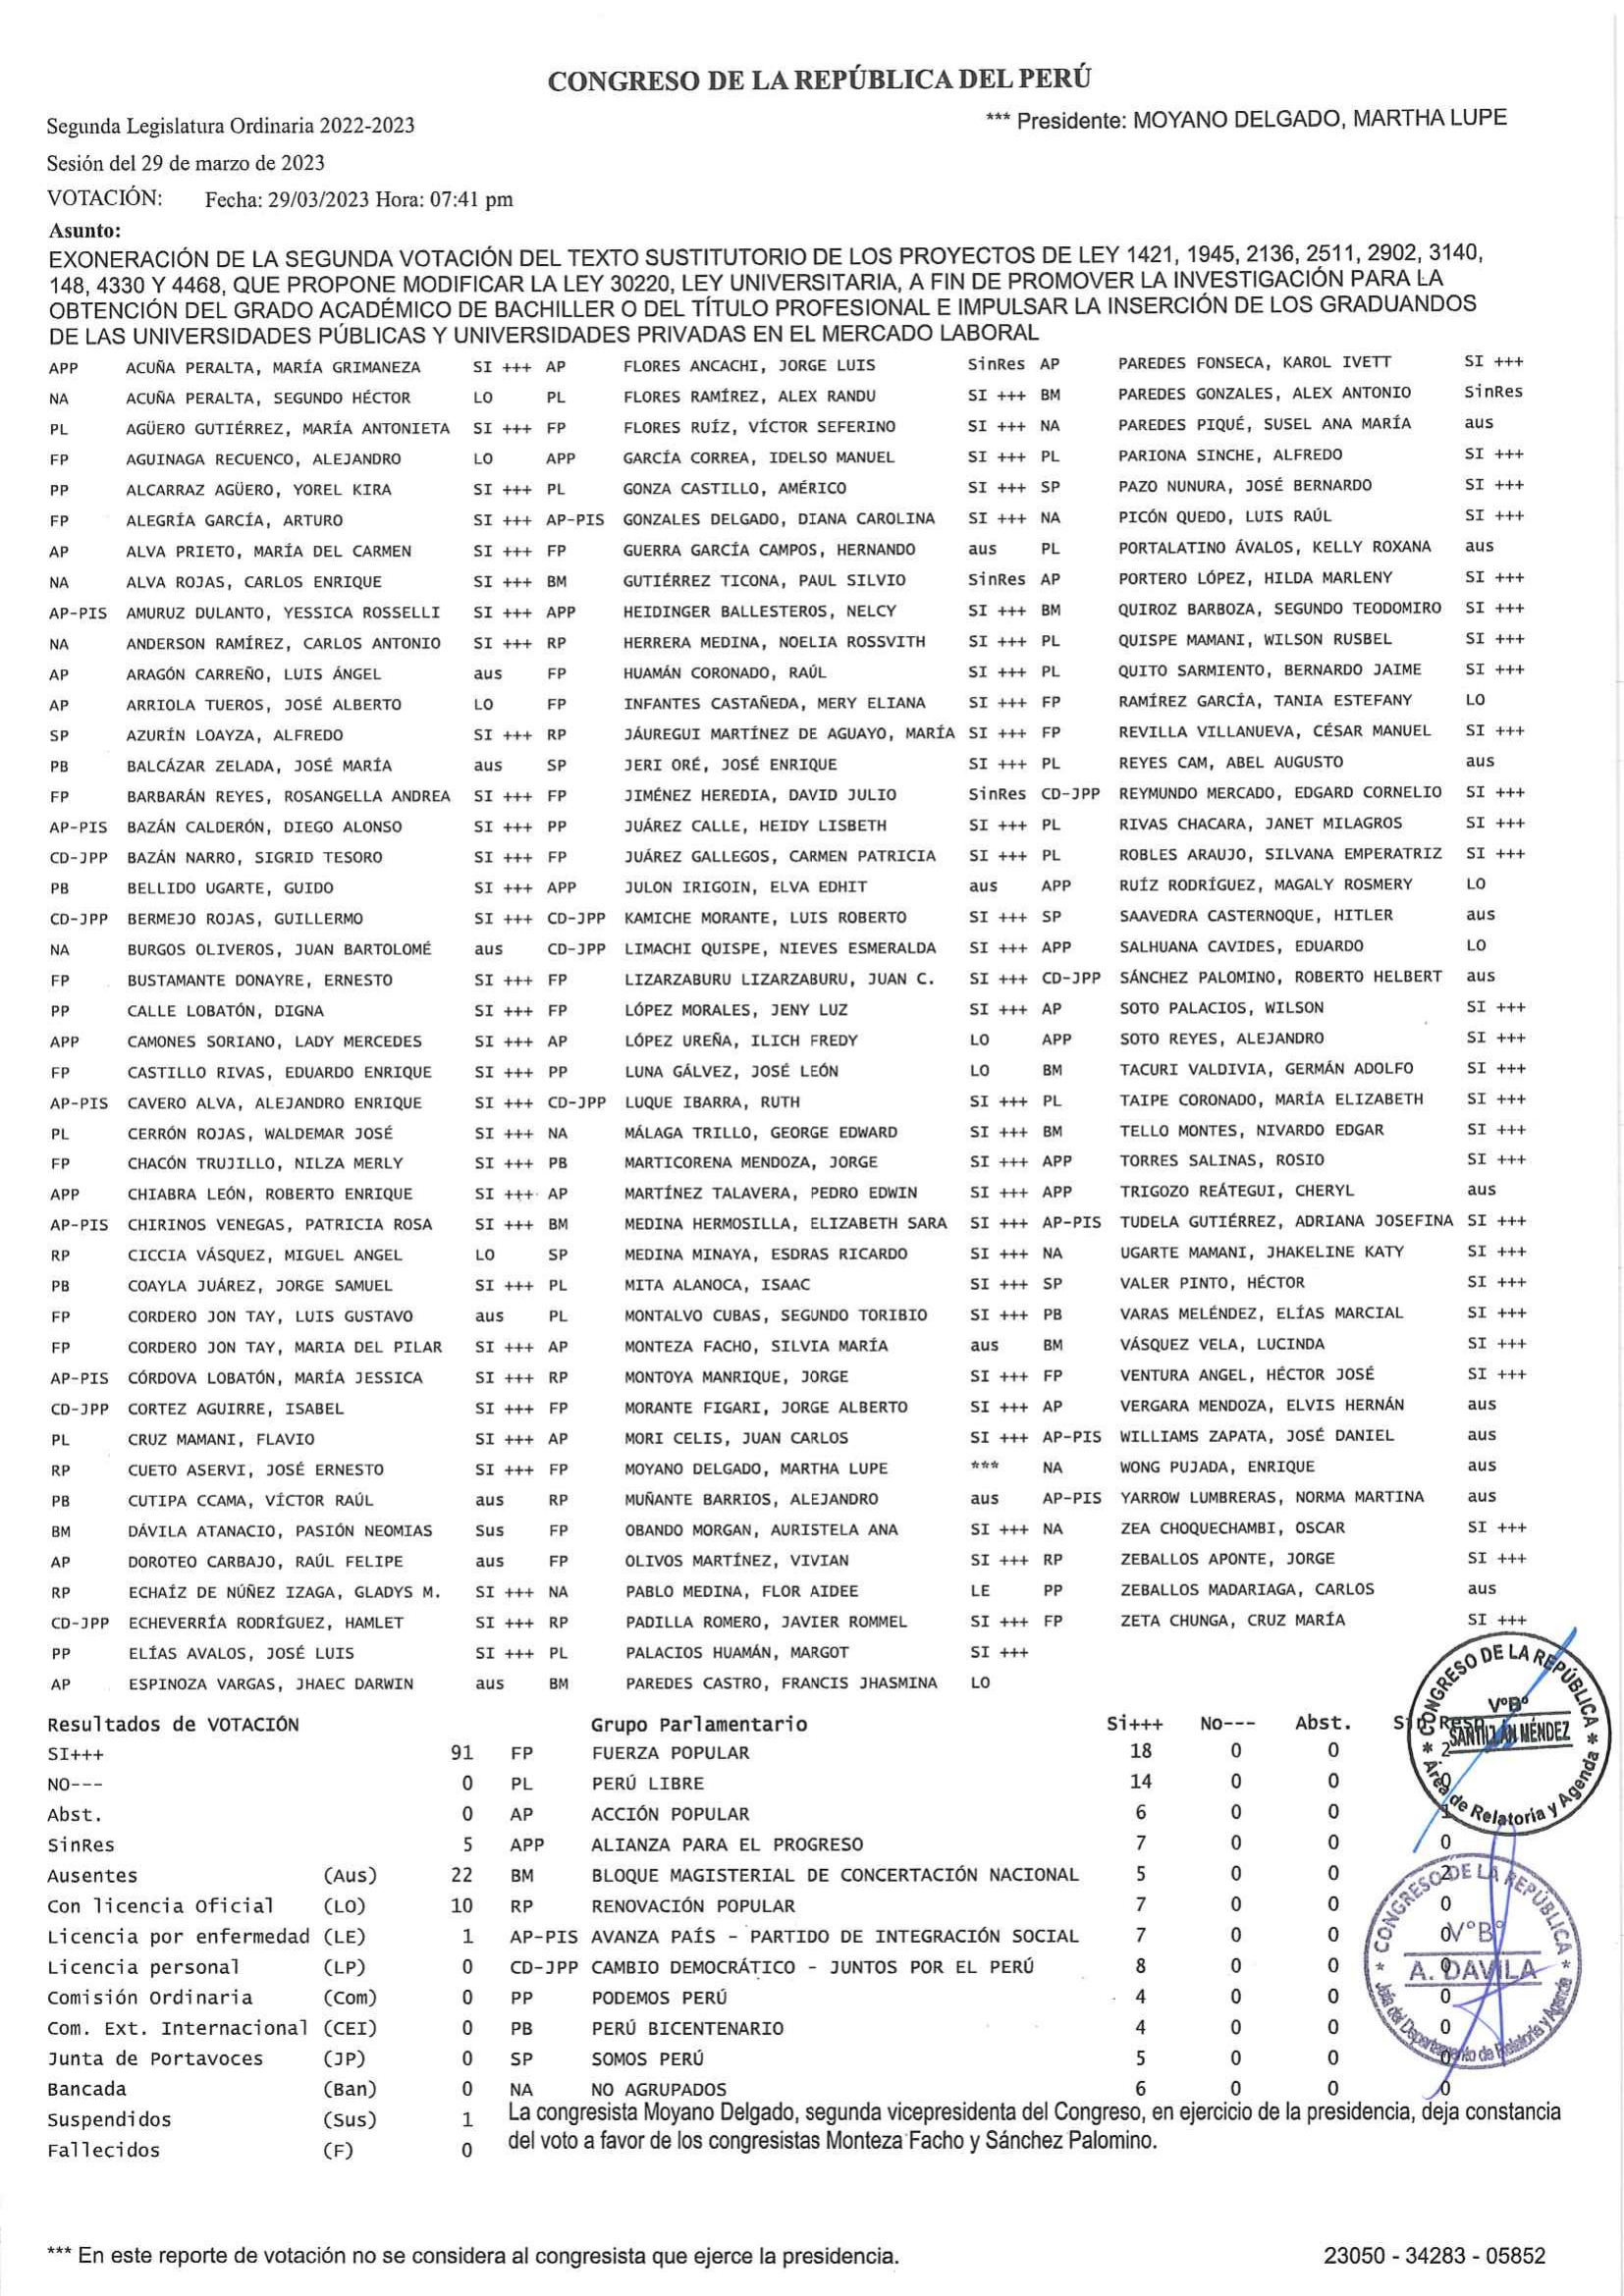 CONGRESO DE LA REPÚBLICA DEL PERÚ
Segunda Legislatura Ordinaria 2022-2023
*** Presidente: MOYANO DELGADO, MARTHA LUPE
Sesión del 29 de marzo de 2023
VOTACIÓN: Fecha: 29/03/2023 Hora: 07:41 pm
Asunto:
EXONERACIÓN DE LA SEGUNDA VOTACIÓN DEL TEXTO SUSTITUTORIO DE LOS PROYECTOS DE LEY 1421, 1945, 2136, 2511, 2902, 3140,
148, 4330 Y 4468, QUE PROPONE MODIFICAR LA LEY 30220, LEY UNIVERSITARIA, A FIN DE PROMOVER LA INVESTIGACIÓN PARA LA
OBTENCIÓN DEL GRADO ACADÉMICO DE BACHILLER O DEL TÍTULO PROFESIONAL E IMPULSAR LA INSERCIÓN DE LOS GRADUANDOS
DE LAS UNIVERSIDADES PÚBLICAS Y UNIVERSIDADES PRIVADAS EN EL MERCADO LABORAL
APP ACUÑA PERALTA, MARÍA GRIMANEZA SI +++ AP FLORES ANCACHI, JORGE LUIS SinRes AP PAREDES FONSECA, KAROL IVETT SI +++
NA ACUÑA PERALTA, SEGUNDO HÉCTOR LO PL FLORES RAMÍREZ, ALEX RANDU SI +++ BM PAREDES GONZALES, ALEX ANTONIO SinRes
PL AGÜERO GUTIÉRREZ, MARÍA ANTONIETA SI +++ FP FLORES RUÍZ, VÍCTOR SEFERINO SI +++ NA PAREDES PIQUÉ, SUSEL ANA MARÍA aus
FP AGUINAGA RECUENCO, ALEJANDRO LO APP GARCÍA CORREA, IDELSO MANUEL SI +++ PL PARIONA SINCHE, ALFREDO SI +++
PP ALCARRAZ AGÜERO, YOREL KIRA SI +++ PL GONZA CASTILLO, AMÉRICO SI +++ SP PAZO NUNURA, JOSÉ BERNARDO SI +++
FP ALEGRÍA GARCÍA, ARTURO SI +++ AP-PIS GONZALES DELGADO, DIANA CAROLINA SI +++ NA PICÓN QUEDO, LUIS RAÚL SI +++
AP ALVA PRIETO, MARÍA DEL CARMEN SI +++ FP GUERRA GARCÍA CAMPOS, HERNANDO aus PL PORTALATINO ÁVALOS, KELLY ROXANA aus
NA ALVA ROJAS, CARLOS ENRIQUE SI +++ BM GUTIÉRREZ TICONA, PAUL SILVIO SinRes AP PORTERO LÓPEZ, HILDA MARLENY SI +++
AP-PIS AMURUZ DULANTO, YESSICA ROSSELLI SI +++ APP HEIDINGER BALLESTEROS, NELCY SI +++ BM QUIROZ BARBOZA, SEGUNDO TEODOMIRO SI +++
NA ANDERSON RAMÍREZ, CARLOS ANTONIO SI +++ RP HERRERA MEDINA, NOELIA ROSSVITH SI +++ PL QUISPE MAMANI, WILSON RUSBEL SI +++
AP ARAGÓN CARREÑO, LUIS ÁNGEL aus FP HUAMÁN CORONADO, RAÚL SI +++ PL QUITO SARMIENTO, BERNARDO JAIME SI +++
AP ARRIOLA TUEROS, JOSÉ ALBERTO LO FP INFANTES CASTAÑEDA, MERY ELIANA SI +++ FP RAMÍREZ GARCÍA, TANIA ESTEFANY LO
SP AZURÍN LOAYZA, ALFREDO SI +++ RP JÁUREGUI MARTÍNEZ DE AGUAYO, MARÍA SI +++ FP REVILLA VILLANUEVA, CÉSAR MANUEL SI +++
PB BALCÁZAR ZELADA, JOSÉ MARÍA aus SP JERI ORÉ, JOSÉ ENRIQUE SI +++ PL REYES CAM, ABEL AUGUSTO aus
FP BARBARÁN REYES, ROSANGELLA ANDREA SI +++ FP JIMÉNEZ HEREDIA, DAVID JULIO SinRes CD-JPP REYMUNDO MERCADO, EDGARD CORNELIO SI +++
AP-PIS BAZÁN CALDERÓN, DIEGO ALONSO SI +++ PP JUÁREZ CALLE, HEIDY LISBETH SI +++ PL RIVAS CHACARA, JANET MILAGROS SI +++
CD-JPP BAZÁN NARRO, SIGRID TESORO SI +++ FP JUÁREZ GALLEGOS, CARMEN PATRICIA SI +++ PL ROBLES ARAUJO, SILVANA EMPERATRIZ SI +++
PB BELLIDO UGARTE, GUIDO SI +++ APP JULON IRIGOIN, ELVA EDHIT aus APP RUÍZ RODRÍGUEZ, MAGALY ROSMERY LO
CD-JPP BERMEJO ROJAS, GUILLERMO SI +++ CD-JPP KAMICHE MORANTE, LUIS ROBERTO SI +++ SP SAAVEDRA CASTERNOQUE, HITLER aus
NA BURGOS OLIVEROS, JUAN BARTOLOMÉ aus CD-JPP LIMACHI QUISPE, NIEVES ESMERALDA SI +++ APP SALHUANA CAVIDES, EDUARDO LO
FP BUSTAMANTE DONAYRE, ERNESTO SI +++ FP LIZARZABURU LIZARZABURU, JUAN C. SI +++ CD-JPP SÁNCHEZ PALOMINO, ROBERTO HELBERT aus
PP CALLE LOBATÓN, DIGNA SI +++ FP LÓPEZ MORALES, JENY LUZ SI +++ AP SOTO PALACIOS, WILSON SI +++
APP CAMONES SORIANO, LADY MERCEDES SI +++ AP LÓPEZ UREÑA, ILICH FREDY LO APP SOTO REYES, ALEJANDRO SI +++
FP CASTILLO RIVAS, EDUARDO ENRIQUE SI +++ PP LUNA GÁLVEZ, JOSÉ LEÓN LO BM TACURI VALDIVIA, GERMÁN ADOLFO SI +++
AP-PIS CAVERO ALVA, ALEJANDRO ENRIQUE SI +++ CD-JPP LUQUE IBARRA, RUTH SI +++ PL TAIPE CORONADO, MARÍA ELIZABETH SI +++
PL CERRÓN ROJAS, WALDEMAR JOSÉ SI +++ NA MÁLAGA TRILLO, GEORGE EDWARD SI +++ BM TELLO MONTES, NIVARDO EDGAR SI +++
FP CHACÓN TRUJILLO, NILZA MERLY SI +++ PB MARTICORENA MENDOZA, JORGE SI +++ APP TORRES SALINAS, ROSIO SI +++
APP CHIABRA LEÓN, ROBERTO ENRIQUE SI +++ AP MARTÍNEZ TALAVERA, PEDRO EDWIN SI +++ APP TRIGOZO REÁTEGUI, CHERYL aus
AP-PIS CHIRINOS VENEGAS, PATRICIA ROSA SI +++ BM MEDINA HERMOSILLA, ELIZABETH SARA SI +++ AP-PIS TUDELA GUTIÉRREZ, ADRIANA JOSEFINA SI +++
RP CICCIA VÁSQUEZ, MIGUEL ANGEL LO SP MEDINA MINAYA, ESDRAS RICARDO SI +++ NA UGARTE MAMANI, JHAKELINE KATY SI +++
PB COAYLA JUÁREZ, JORGE SAMUEL SI +++ PL MITA ALANOCA, ISAAC SI +++ SP VALER PINTO, HÉCTOR SI +++
FP CORDERO JON TAY, LUIS GUSTAVO aus PL MONTALVO CUBAS, SEGUNDO TORIBIO SI +++ PB VARAS MELÉNDEZ, ELÍAS MARCIAL SI +++
FP CORDERO JON TAY, MARIA DEL PILAR SI +++ AP MONTEZA FACHO, SILVIA MARÍA aus BM VÁSQUEZ VELA, LUCINDA SI +++
AP-PIS CÓRDOVA LOBATÓN, MARÍA JESSICA SI +++ RP MONTOYA MANRIQUE, JORGE SI +++ FP VENTURA ANGEL, HÉCTOR JOSÉ SI +++
CD-JPP CORTEZ AGUIRRE, ISABEL SI +++ FP MORANTE FIGARI, JORGE ALBERTO SI +++ AP VERGARA MENDOZA, ELVIS HERNÁN aus
PL CRUZ MAMANI, FLAVIO SI +++ AP MORI CELIS, JUAN CARLOS SI +++ AP-PIS WILLIAMS ZAPATA, JOSÉ DANIEL aus
RP CUETO ASERVI, JOSÉ ERNESTO SI +++ FP MOYANO DELGADO, MARTHA LUPE *** NA WONG PUJADA, ENRIQUE aus
PB CUTIPA CCAMA, VÍCTOR RAÚL aus RP MUÑANTE BARRIOS, ALEJANDRO aus AP-PIS YARROW LUMBRERAS, NORMA MARTINA aus
BM DÁVILA ATANACIO, PASIÓN NEOMIAS Sus FP OBANDO MORGAN, AURISTELA ANA SI +++ NA ZEA CHOQUECHAMBI, OSCAR SI +++
AP DOROTEO CARBAJO, RAÚL FELIPE aus FP OLIVOS MARTÍNEZ, VIVIAN SI +++ RP ZEBALLOS APONTE, JORGE SI +++
RP ECHAÍZ DE NÚÑEZ IZAGA, GLADYS M. SI +++ NA PABLO MEDINA, FLOR AIDEE LE PP ZEBALLOS MADARIAGA, CARLOS aus
CD-JPP ECHEVERRÍA RODRÍGUEZ, HAMLET SI +++ RP PADILLA ROMERO, JAVIER ROMMEL SI +++ FP ZETA CHUNGA, CRUZ MARÍA SI +++
PP ELÍAS AVALOS, JOSÉ LUIS SI +++ PL PALACIOS HUAMÁN, MARGOT SI +++
AP ESPINOZA VARGAS, JHAEC DARWIN aus BM PAREDES CASTRO, FRANCIS JHASMINA LO
Resultados de VOTACIÓN Grupo Parlamentario Si+++ No--- Abst. Sin Resp
SI+++ 91 FP FUERZA POPULAR 18 0 0 2
NO--- 0 PL PERÚ LIBRE 14 0 0 0
Abst. 0 AP ACCIÓN POPULAR 6 0 0 1
SinRes 5 APP ALIANZA PARA EL PROGRESO 7 0 0 0
Ausentes (Aus) 22 BM BLOQUE MAGISTERIAL DE CONCERTACIÓN NACIONAL 5 0 0 2
Con licencia Oficial (LO) 10 RP RENOVACIÓN POPULAR 7 0 0 0
Licencia por enfermedad (LE) 1 AP-PIS AVANZA PAÍS - PARTIDO DE INTEGRACIÓN SOCIAL 7 0 0 0
Licencia personal (LP) 0 CD-JPP CAMBIO DEMOCRÁTICO - JUNTOS POR EL PERÚ 8 0 0 0
Comisión Ordinaria (Com) 0 PP PODEMOS PERÚ 4 0 0 0
Com. Ext. Internacional (CEI) 0 PB PERÚ BICENTENARIO 4 0 0 0
Junta de Portavoces (JP) 0 SP SOMOS PERÚ 5 0 0 0
Bancada (Ban) 0 NA NO AGRUPADOS 6 0 0 0
Suspendidos (Sus) 1
Fallecidos (F) 0
La congresista Moyano Delgado, segunda vicepresidenta del Congreso, en ejercicio de la presidencia, deja constancia
del voto a favor de los congresistas Monteza Facho y Sánchez Palomino.
CONGRESO DE LA REPÚBLICA
V°B°
SANTILLÁN MÉNDEZ
Área de Relatoría y Agenda
CONGRESO DE LA REPÚBLICA
V°B°
A. DAVILA
Jefa del Departamento de Relatoría y Agenda
*** En este reporte de votación no se considera al congresista que ejerce la presidencia.
23050 - 34283 - 05852